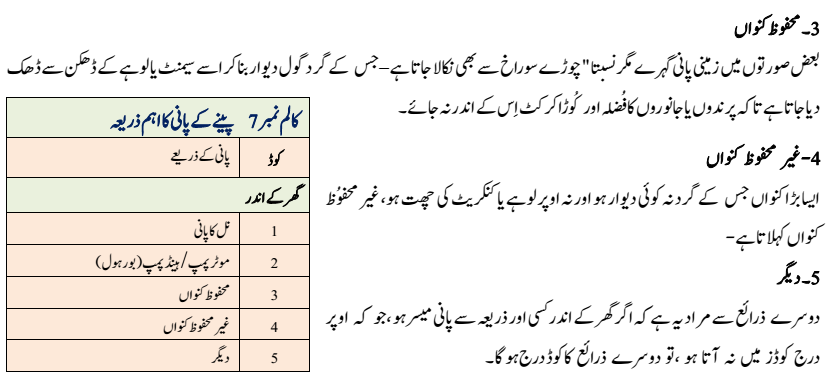 3۔ محفوظ کنواں
بعض صورتوں میں زمینی پانی گہرے مگر نسبتا" چوڑے سوراخ سے بھی نکالا جاتا ہے – جس کے گرد گول دیوار بنا کر اسے سیمنٹ یا لوہے کے ڈھکن سے ڈھک
دیا جاتا ہے تاکہ پرندوں یا جانوروں کا فُضلہ اور کُوڑا کرکٹ اِس کے اندر نہ جائے۔
4- غیر محفوظ کنواں
ایسا بڑا کنواں جس کے گرد نہ کوئی دیوار ہو اور نہ اوپر لوہے یا کنکریٹ کی چھت ہو، غیر محفُوظ
کنواں کہلاتا ہے -
5۔ دیگر
دوسرے ذرائع سے مراد یہ ہے کہ اگر گھر کے اندر کسی اور ذریعہ سے پانی میسر ہو، جو کہ اوپر
درج کوڈز میں نہ آتا ہو، تو دوسرے ذرائع کا کوڈ درج ہو گا۔
کالم نمبر 7 پینے کے پانی کا اہم ذریعہ
کوڈ پانی کے ذریعے
گھر کے اندر
1 نل کا پانی
2 موٹر پمپ / ہینڈ پمپ (بور ہول)
3 محفوظ کنواں
4 غیر محفوظ کنواں
5 دیگر